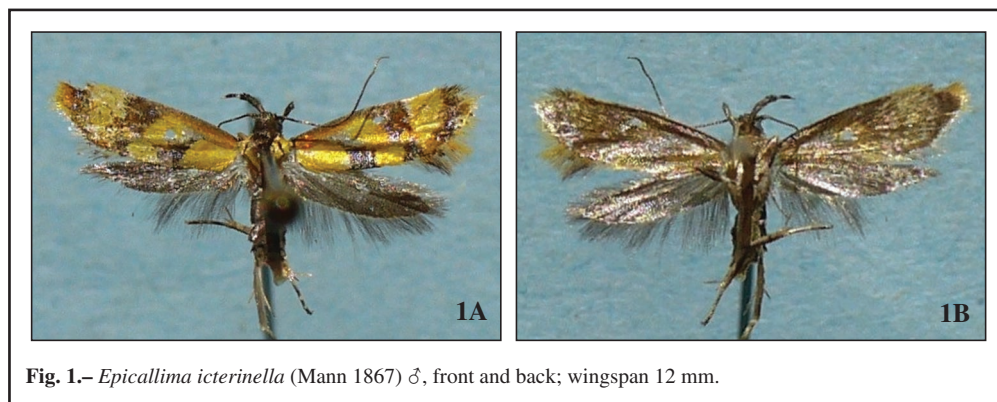 1A
1B
Fig. 1.– Epicallima icterinella (Mann 1867) ♂, front and back; wingspan 12 mm.